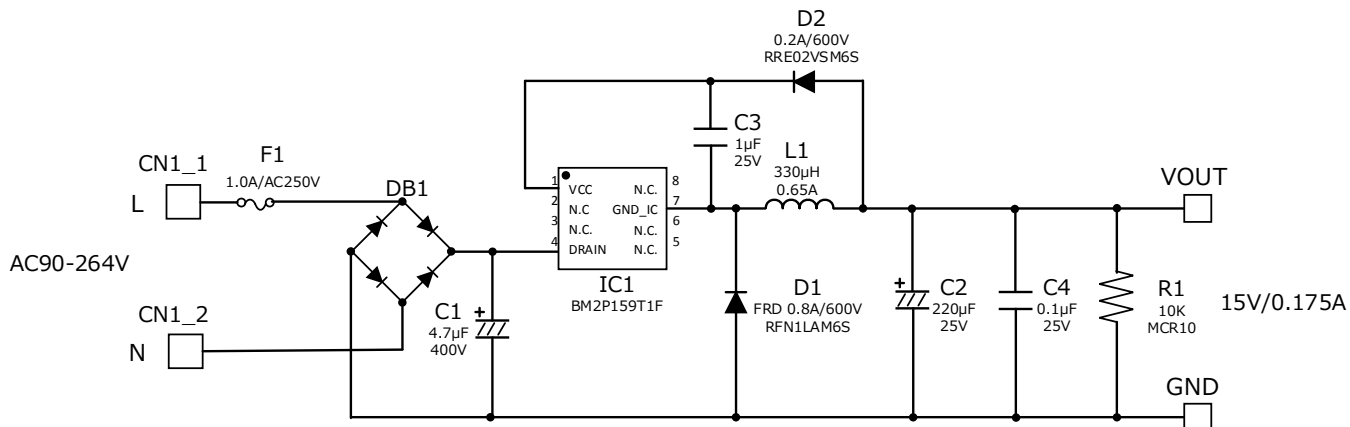 D2
0.2A/600V
RRE02VSM6S
C3
1µF
25V
L1
330µH
0.65A
CN1_1
F1
1.0A/AC250V
L
DB1
1
VCC
N.C.
8
2
N.C
GND_IC
7
3
N.C.
N.C.
6
4
DRAIN
N.C.
5
VOUT
AC90-264V
IC1
BM2P159T1F
CN1_2
N
C1
+
4.7µF
400V
D1
FRD 0.8A/600V
RFN1LAM6S
+
C2
220µF
25V
C4
0.1µF
25V
R1
10K
MCR10
15V/0.175A
GND